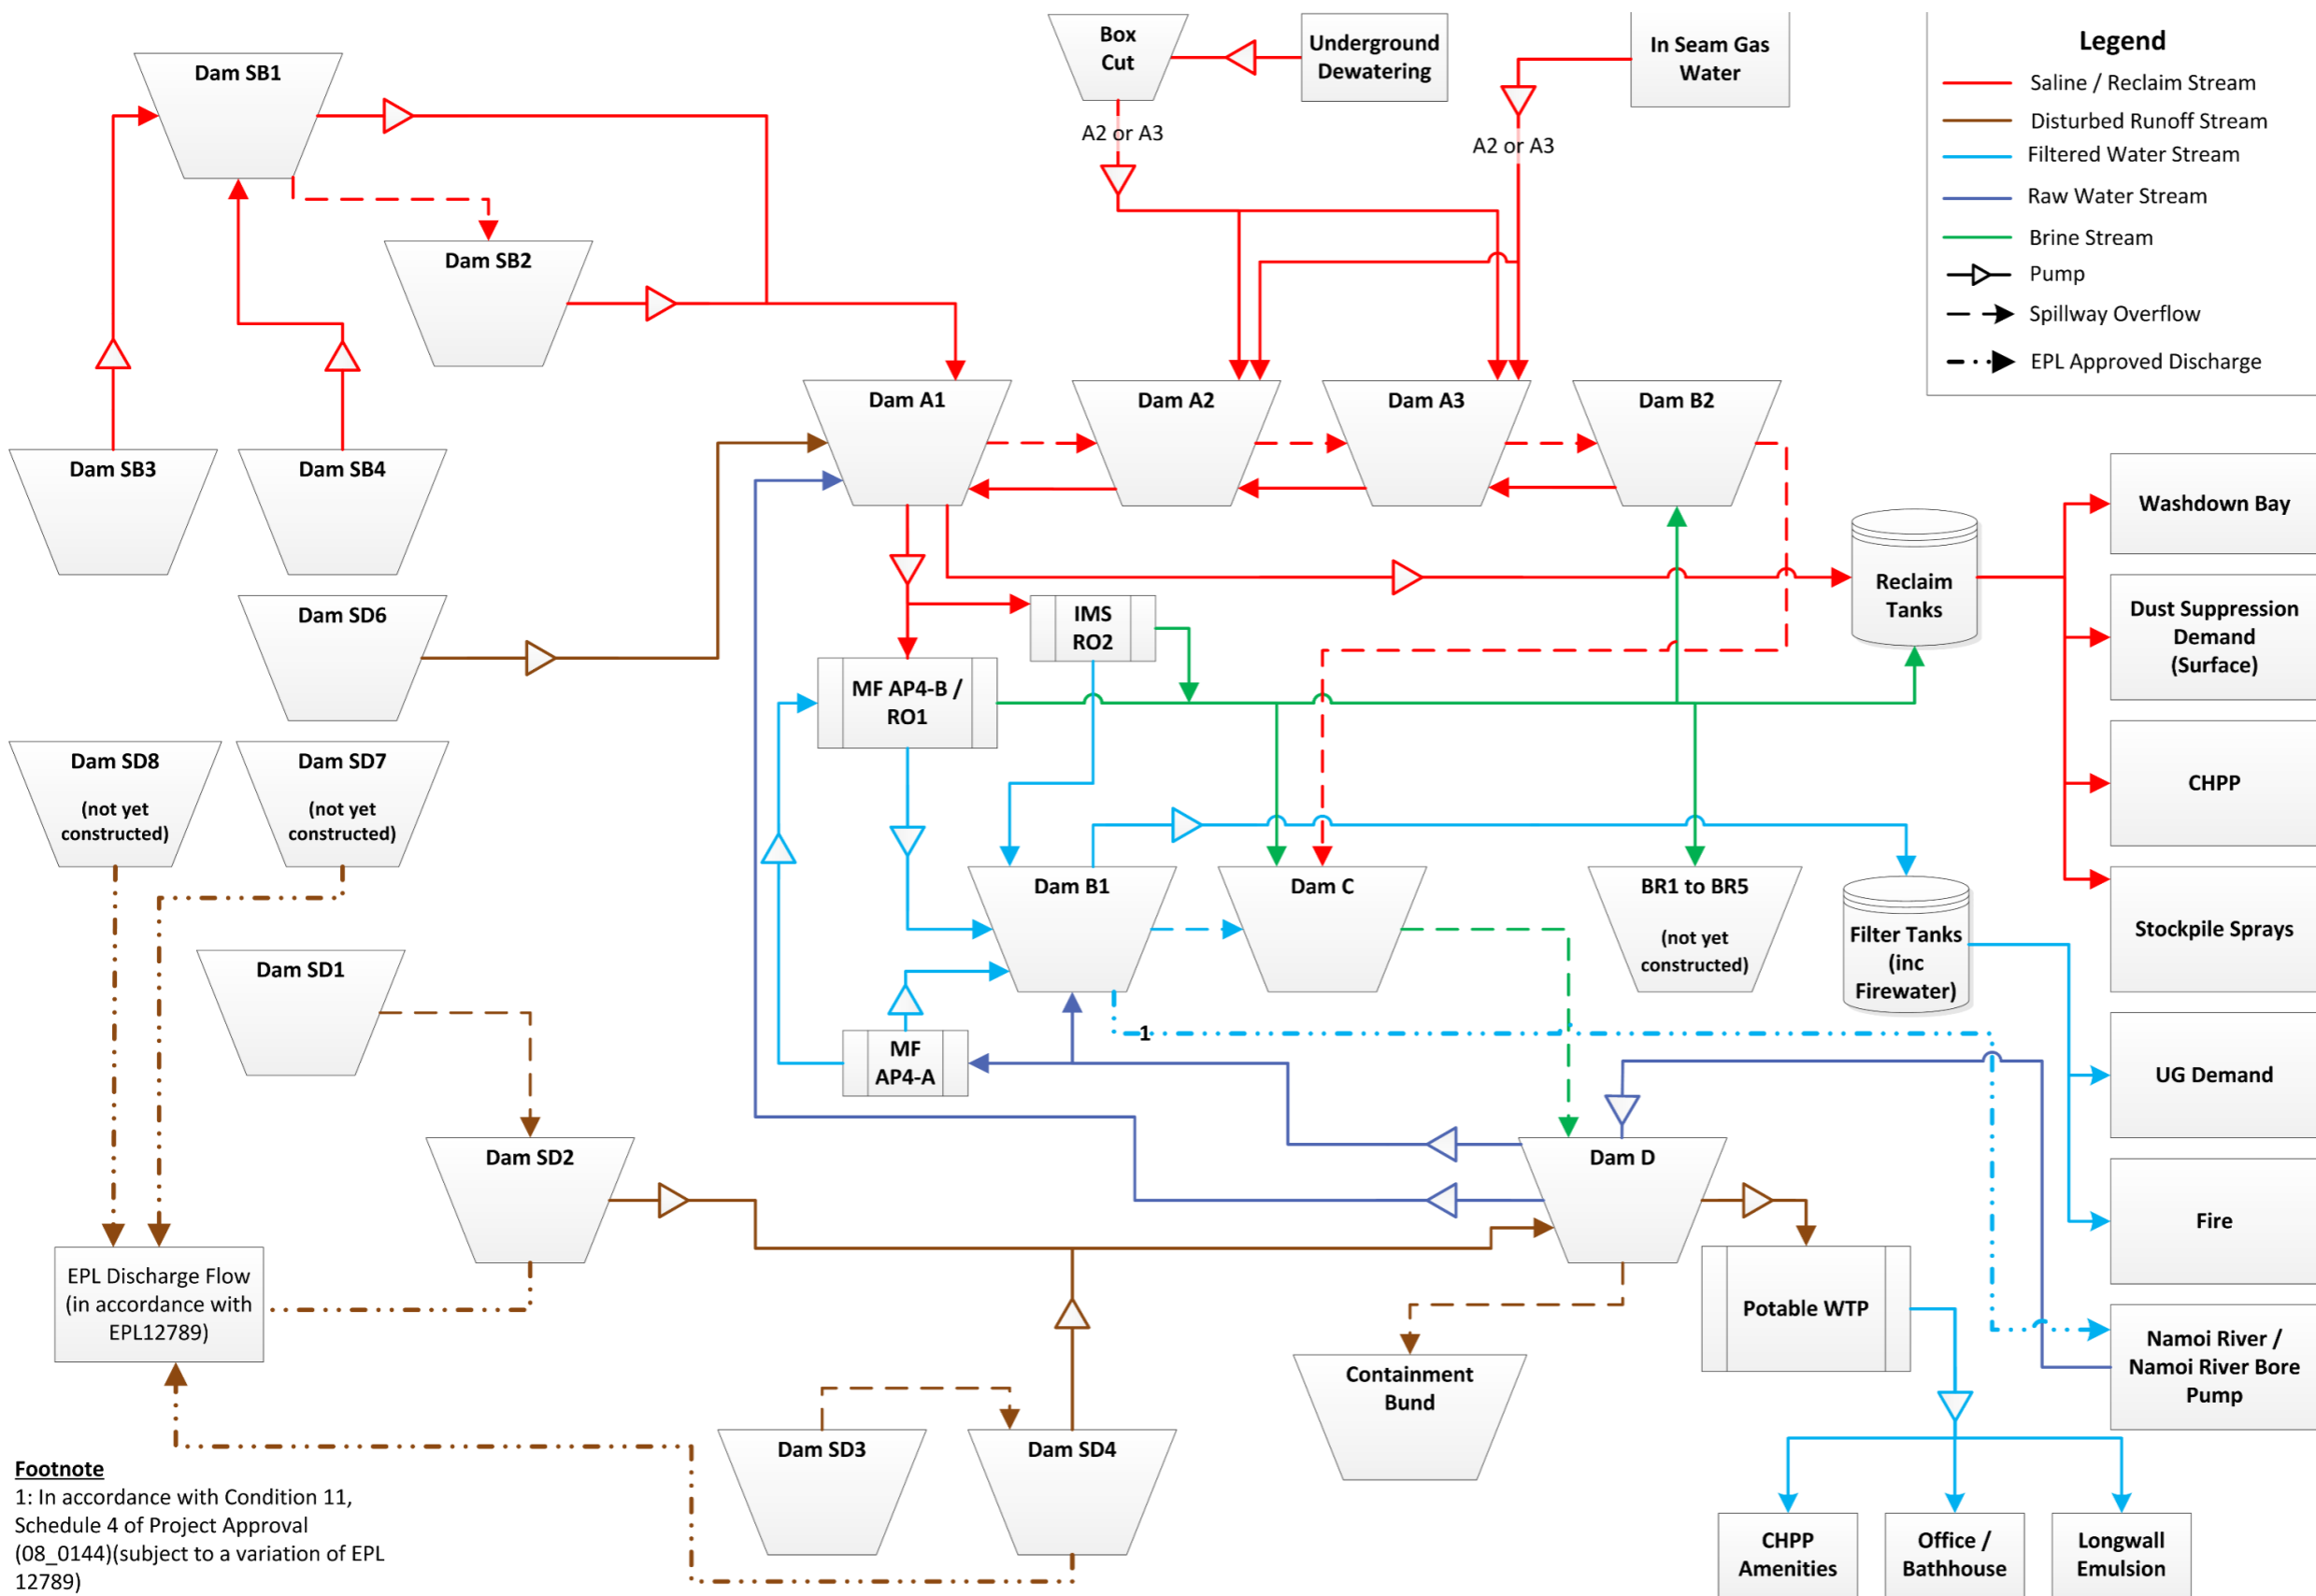 Box
Cut
Underground
Dewatering
In Seam Gas
Water
Legend
Saline / Reclaim Stream
Disturbed Runoff Stream
Filtered Water Stream
Raw Water Stream
Brine Stream
Pump
Spillway Overflow
EPL Approved Discharge
Dam SB1
A2 or A3
A2 or A3
Dam SB2
Dam A1
Dam A2
Dam A3
Dam B2
Dam SB3
Dam SB4
Washdown Bay
Reclaim
Tanks
Dust Suppression
Demand
(Surface)
Dam SD6
IMS
RO2
MF AP4-B /
RO1
Dam SD8
(not yet
constructed)
Dam SD7
(not yet
constructed)
CHPP
Dam B1
Dam C
BR1 to BR5
(not yet
constructed)
Filter Tanks
(inc
Firewater)
Stockpile Sprays
Dam SD1
1
MF
AP4-A
UG Demand
Dam SD2
Dam D
Fire
EPL Discharge Flow
(in accordance with
EPL12789)
Potable WTP
Namoi River /
Namoi River Bore
Pump
Containment
Bund
Dam SD3
Dam SD4
Footnote
1: In accordance with Condition 11,
Schedule 4 of Project Approval
(08_0144)(subject to a variation of EPL
12789)
CHPP
Amenities
Office /
Bathhouse
Longwall
Emulsion